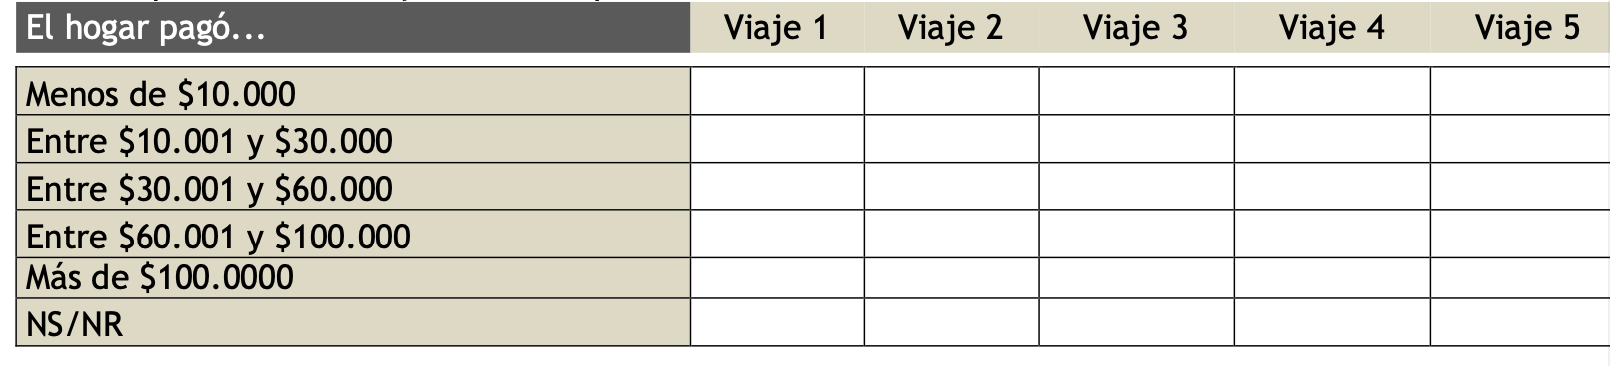 El hogar pagó... Viaje 1 Viaje 2 Viaje 3 Viaje 4 Viaje 5
Menos de $10.000
Entre $10.001 y $30.000
Entre $30.001 y $60.000
Entre $60.001 y $100.000
Más de $100.0000
NS/NR